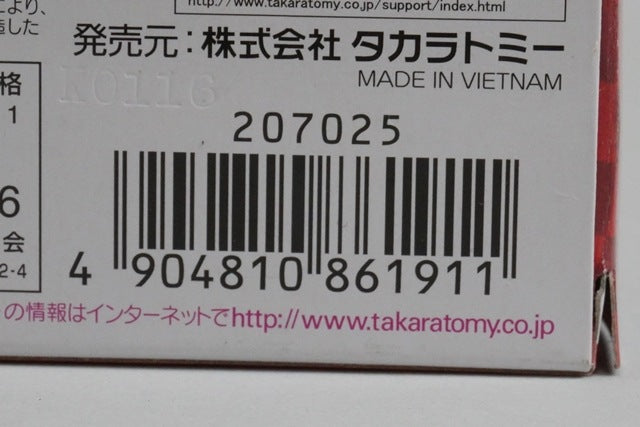 により、
http://www.takaratomy.co.jp/support/index.html
造した
発売元：株式会社 タカラトミー
MADE IN VIETNAM
格
K0116
1
207025
6
会
2-4
4 904810 861911
の情報はインターネットでhttp://www.takaratomy.co.jp